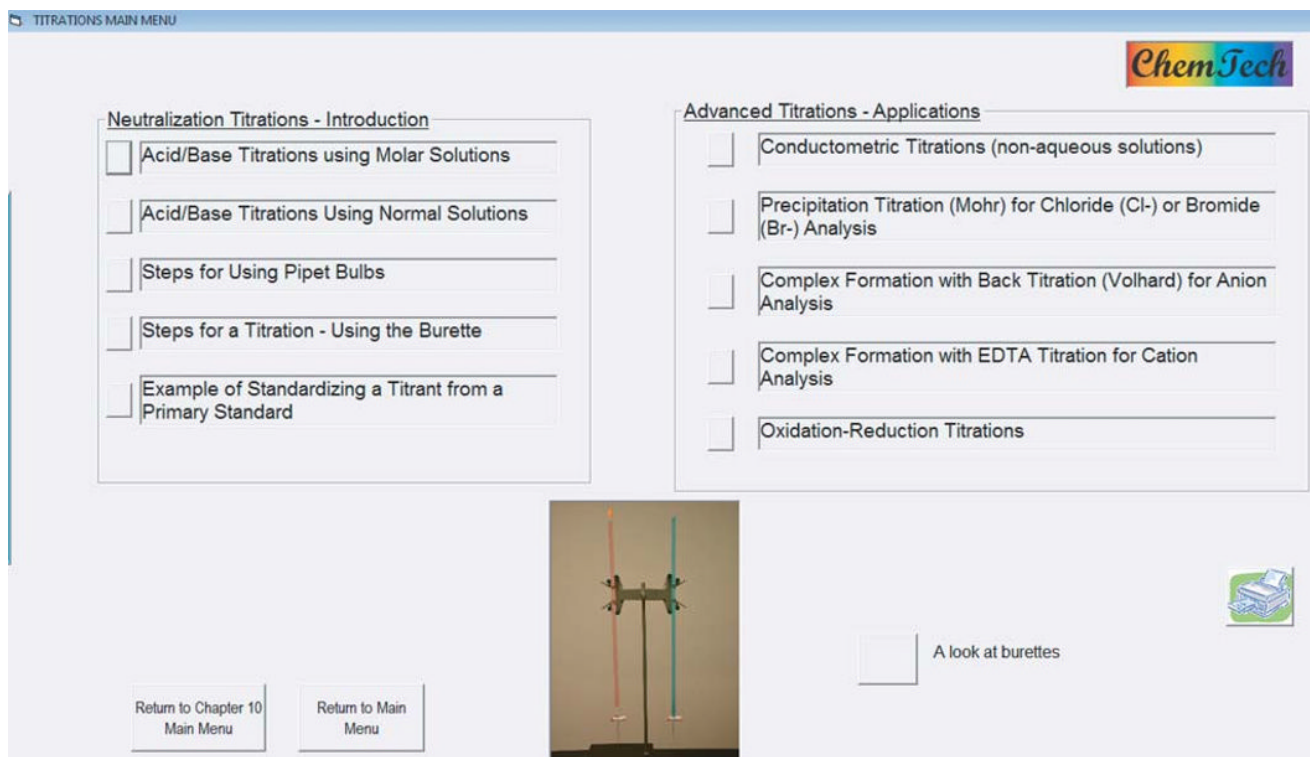 TITRATIONS MAIN MENU
ChemTech
Neutralization Titrations - Introduction
Acid/Base Titrations using Molar Solutions
Acid/Base Titrations Using Normal Solutions
Steps for Using Pipet Bulbs
Steps for a Titration - Using the Burette
Example of Standardizing a Titrant from a
Primary Standard
Advanced Titrations - Applications
Conductometric Titrations (non-aqueous solutions)
Precipitation Titration (Mohr) for Chloride (Cl-) or Bromide
(Br-) Analysis
Complex Formation with Back Titration (Volhard) for Anion
Analysis
Complex Formation with EDTA Titration for Cation
Analysis
Oxidation-Reduction Titrations
A look at burettes
Return to Chapter 10
Main Menu
Return to Main
Menu